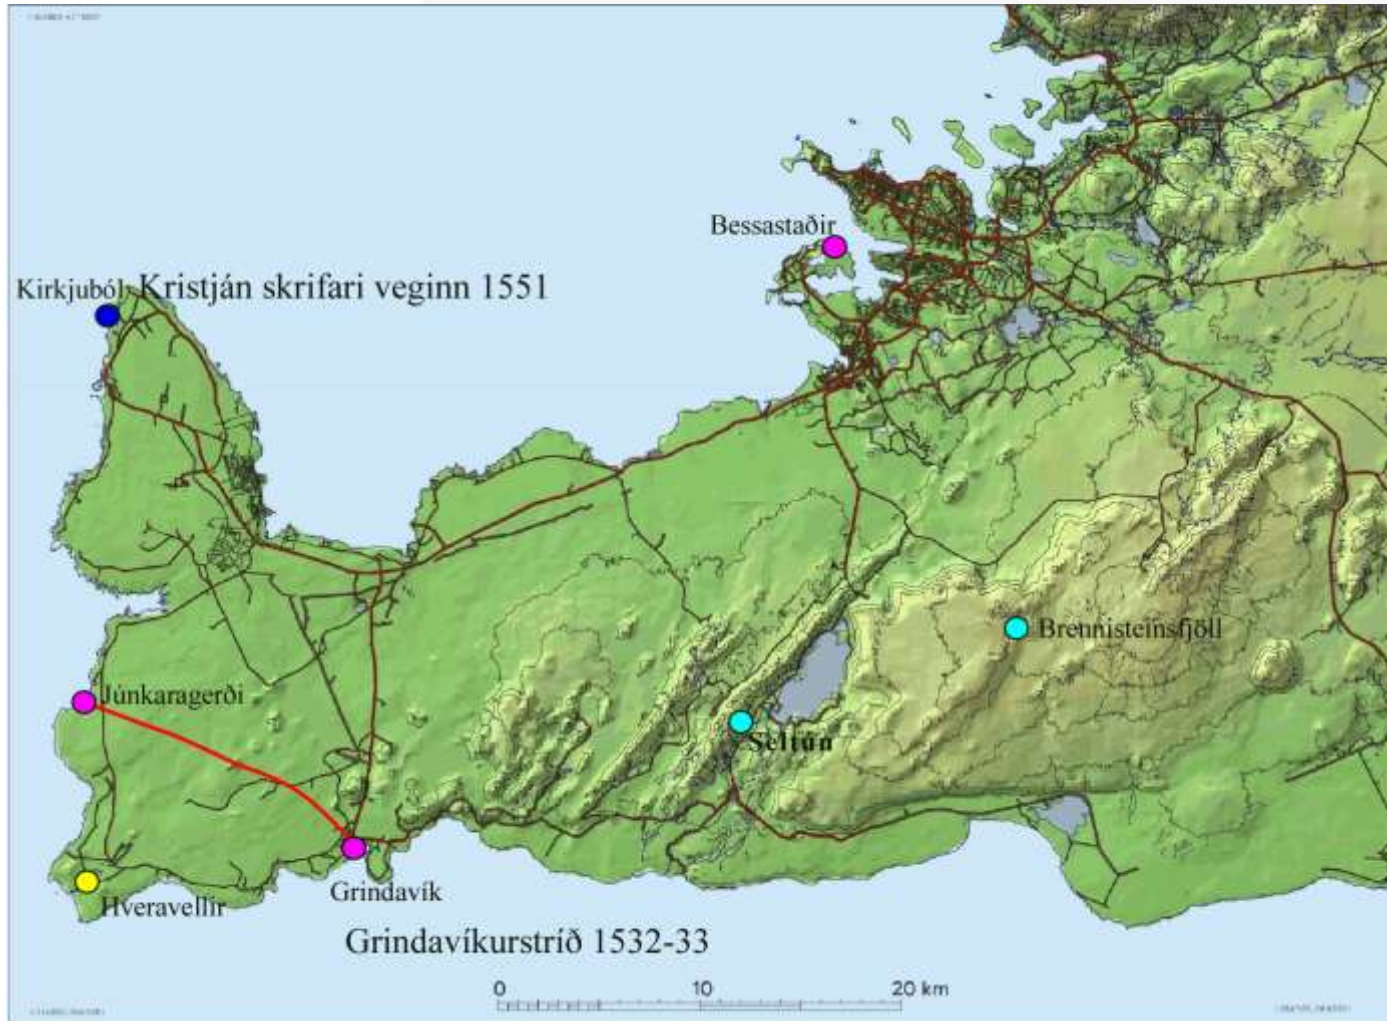 Bessastaðir
Kirkjuból
Kristján skrifari veginn 1551
Brennisteinsfjöll
Júnkaragerði
Seltún
Grindavík
Hveravellir
Grindavíkurstríð 1532-33
0 10 20 km